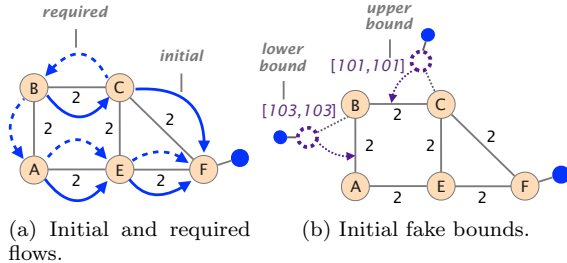 required
initial
B
C
2
2
2
2
A
E
F
2
2
upper
bound
lower
bound
[101,101]
[103,103]
B
C
2
2
2
2
A
E
F
2
2
(a) Initial and required
flows.
(b) Initial fake bounds.